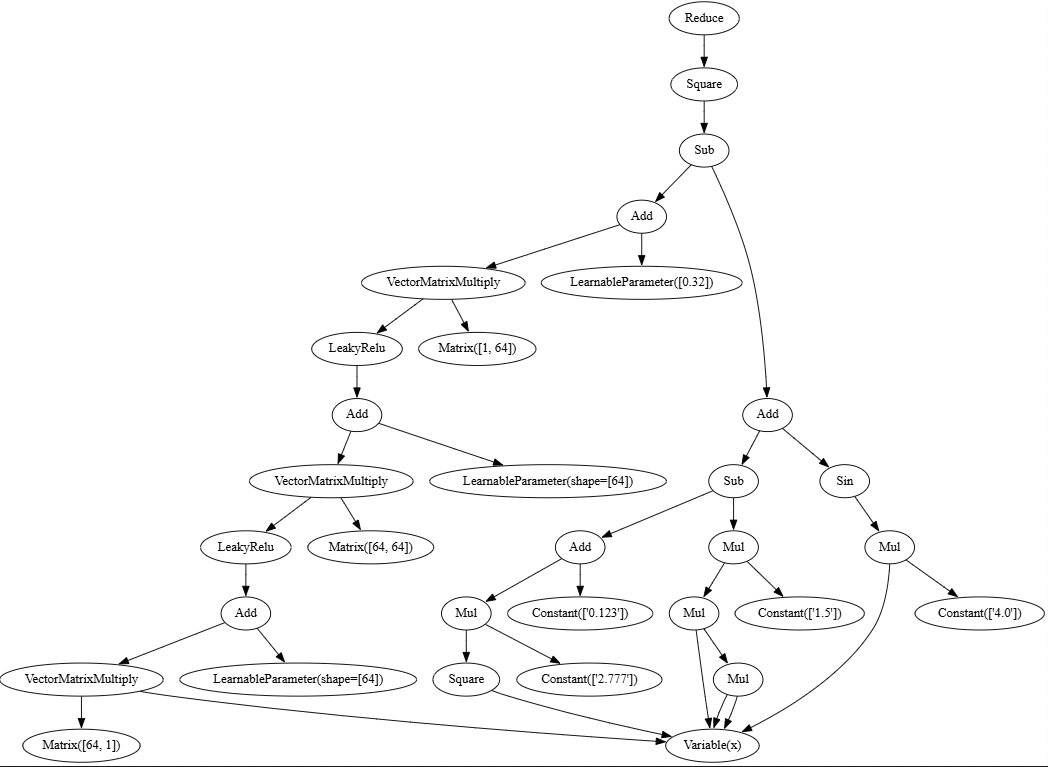 Reduce
Square
Sub
Add
VectorMatrixMultiply
LearnableParameter([0.32])
LeakyRelu
Matrix([1, 64])
Add
Add
VectorMatrixMultiply
LearnableParameter(shape=[64])
Sub
Sin
LeakyRelu
Matrix([64, 64])
Add
Mul
Mul
Add
Mul
Constant(['0.123'])
Mul
Constant(['1.5'])
Constant(['4.0'])
VectorMatrixMultiply
LearnableParameter(shape=[64])
Square
Constant(['2.777'])
Mul
Matrix([64, 1])
Variable(x)